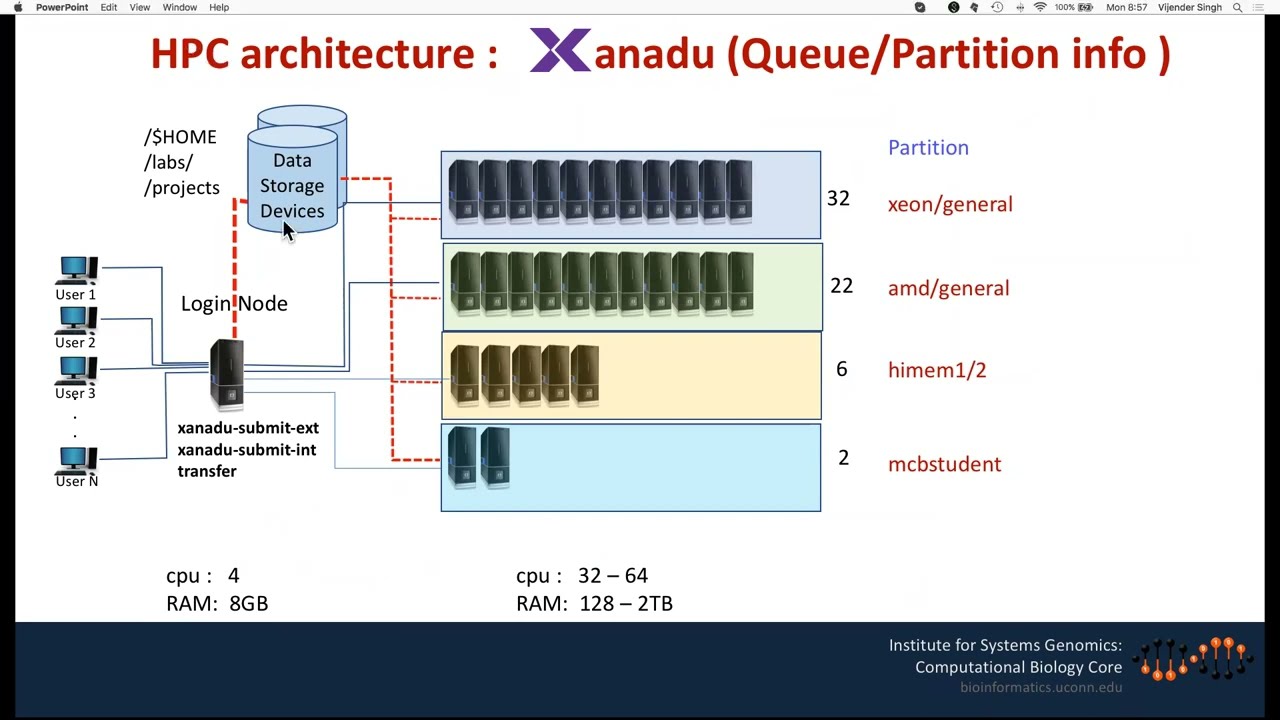 PowerPoint File Edit View Window Help 100% Mon 8:57 Vijender Singh
HPC architecture : Xanadu (Queue/Partition info )
/$HOME
/labs/
/projects
Data
Storage
Devices
Partition
32
xeon/general
22
amd/general
6
himem1/2
2
mcbstudent
User 1
User 2
User 3
.
.
.
User N
Login Node
xanadu-submit-ext
xanadu-submit-int
transfer
cpu : 4
RAM: 8GB
cpu : 32 – 64
RAM: 128 – 2TB
Institute for Systems Genomics:
Computational Biology Core
bioinformatics.uconn.edu